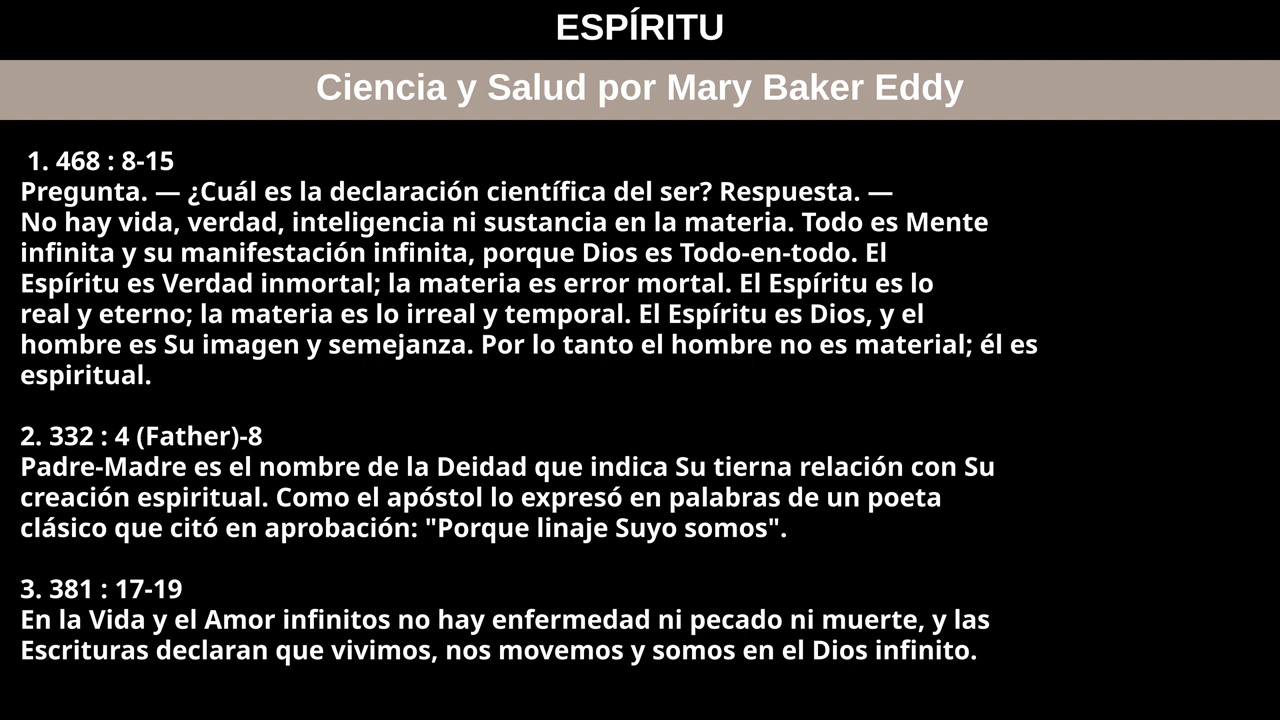 ESPÍRITU
Ciencia y Salud por Mary Baker Eddy
1. 468 : 8-15
Pregunta. — ¿Cuál es la declaración científica del ser? Respuesta. —
No hay vida, verdad, inteligencia ni sustancia en la materia. Todo es Mente
infinita y su manifestación infinita, porque Dios es Todo-en-todo. El
Espíritu es Verdad inmortal; la materia es error mortal. El Espíritu es lo
real y eterno; la materia es lo irreal y temporal. El Espíritu es Dios, y el
hombre es Su imagen y semejanza. Por lo tanto el hombre no es material; él es
espiritual.
2. 332 : 4 (Father)-8
Padre-Madre es el nombre de la Deidad que indica Su tierna relación con Su
creación espiritual. Como el apóstol lo expresó en palabras de un poeta
clásico que citó en aprobación: "Porque linaje Suyo somos".
3. 381 : 17-19
En la Vida y el Amor infinitos no hay enfermedad ni pecado ni muerte, y las
Escrituras declaran que vivimos, nos movemos y somos en el Dios infinito.